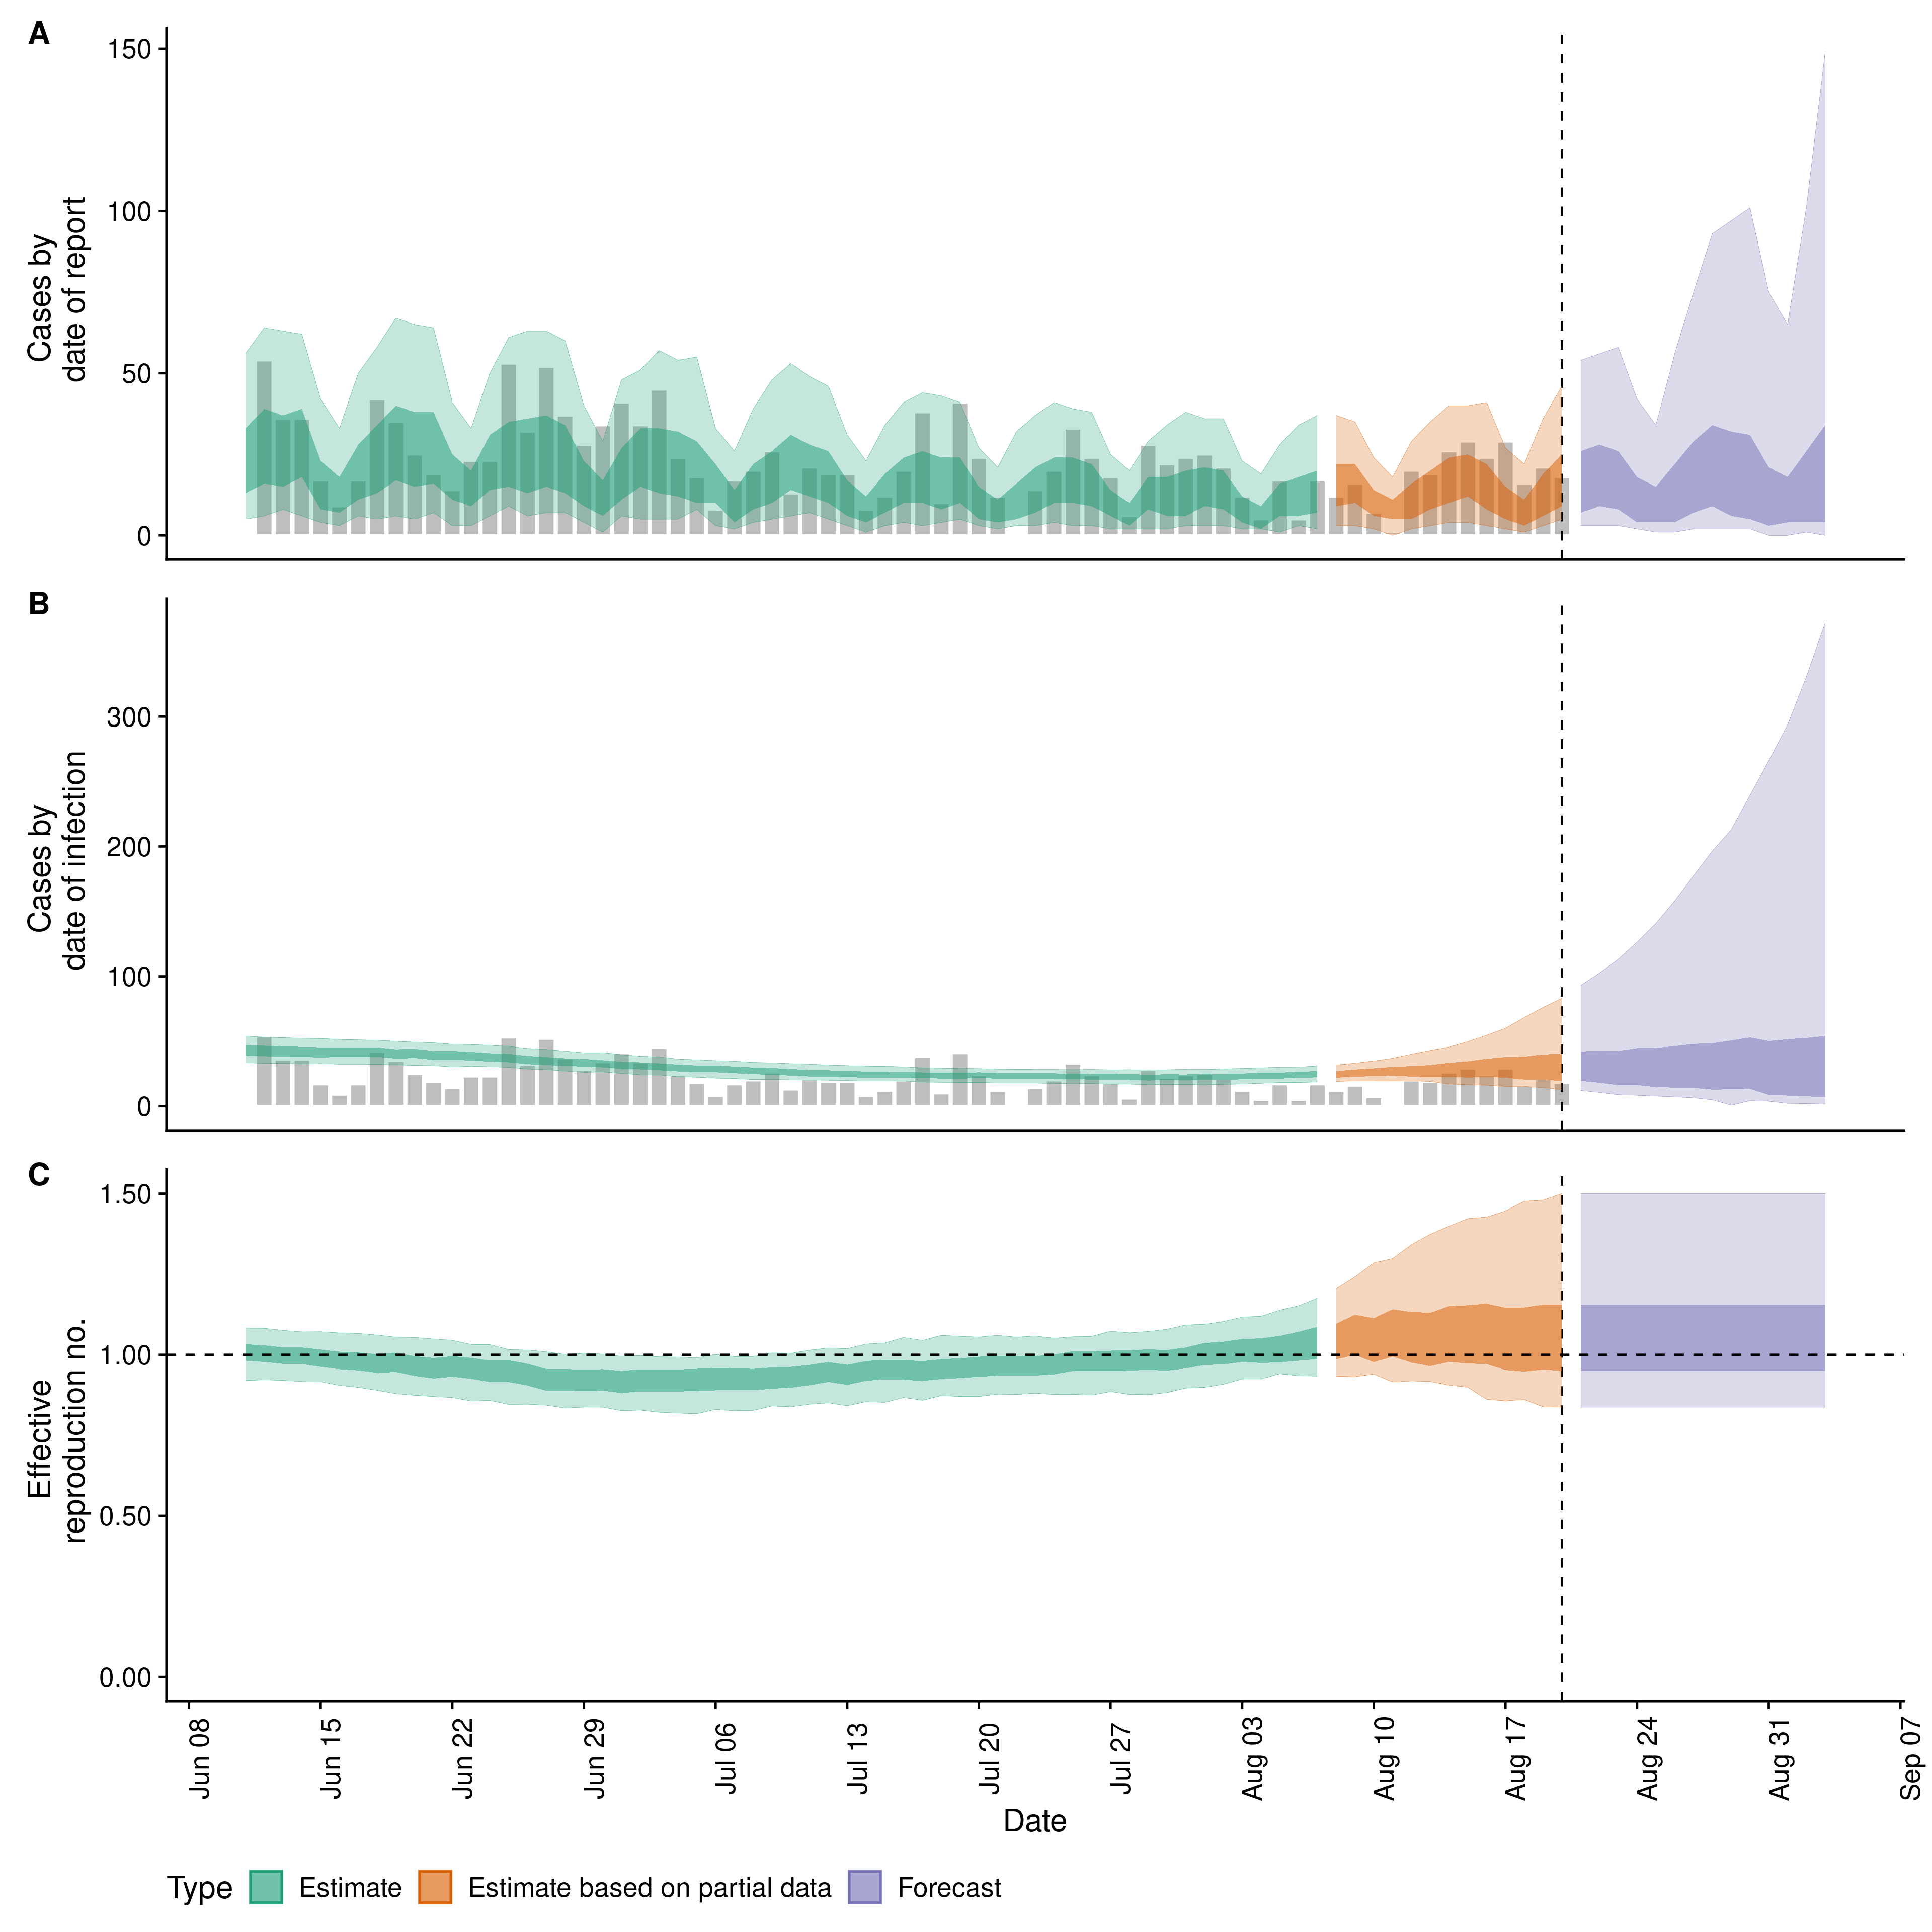 A
Cases by
date of report
150
100
50
0
B
Cases by
date of infection
300
200
100
0
C
Effective
reproduction no.
1.50
1.00
0.50
0.00
Jun 08
Jun 15
Jun 22
Jun 29
Jul 06
Jul 13
Jul 20
Jul 27
Aug 03
Aug 10
Aug 17
Aug 24
Aug 31
Sep 07
Date
Type Estimate Estimate based on partial data Forecast